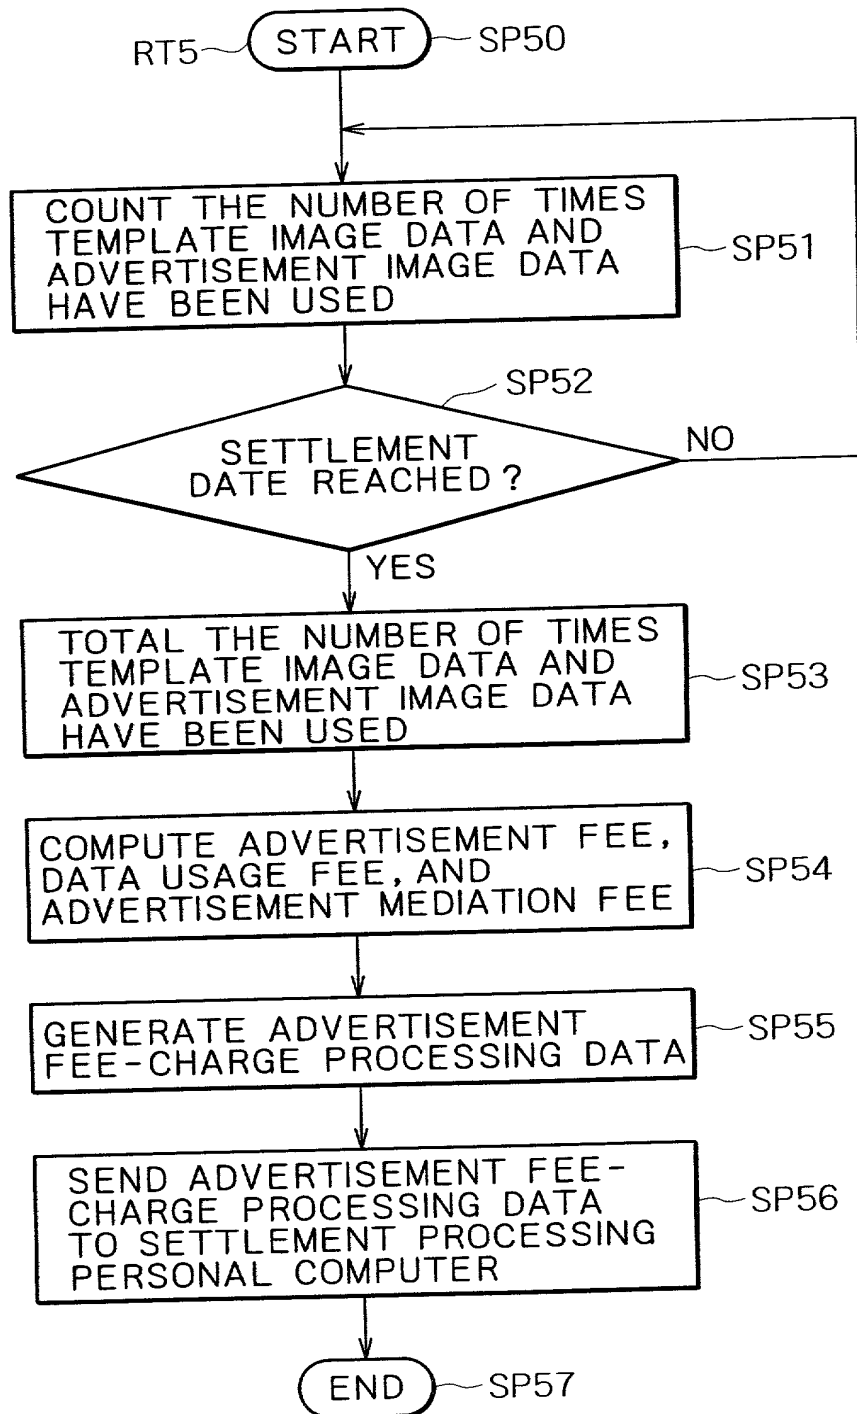 RT5 START SP50
COUNT THE NUMBER OF TIMES
TEMPLATE IMAGE DATA AND
ADVERTISEMENT IMAGE DATA
HAVE BEEN USED
SP51
SP52
SETTLEMENT
DATE REACHED?
NO
YES
TOTAL THE NUMBER OF TIMES
TEMPLATE IMAGE DATA AND
ADVERTISEMENT IMAGE DATA
HAVE BEEN USED
SP53
COMPUTE ADVERTISEMENT FEE,
DATA USAGE FEE, AND
ADVERTISEMENT MEDIATION FEE
SP54
GENERATE ADVERTISEMENT
FEE-CHARGE PROCESSING DATA
SP55
SEND ADVERTISEMENT FEE-
CHARGE PROCESSING DATA
TO SETTLEMENT PROCESSING
PERSONAL COMPUTER
SP56
END SP57